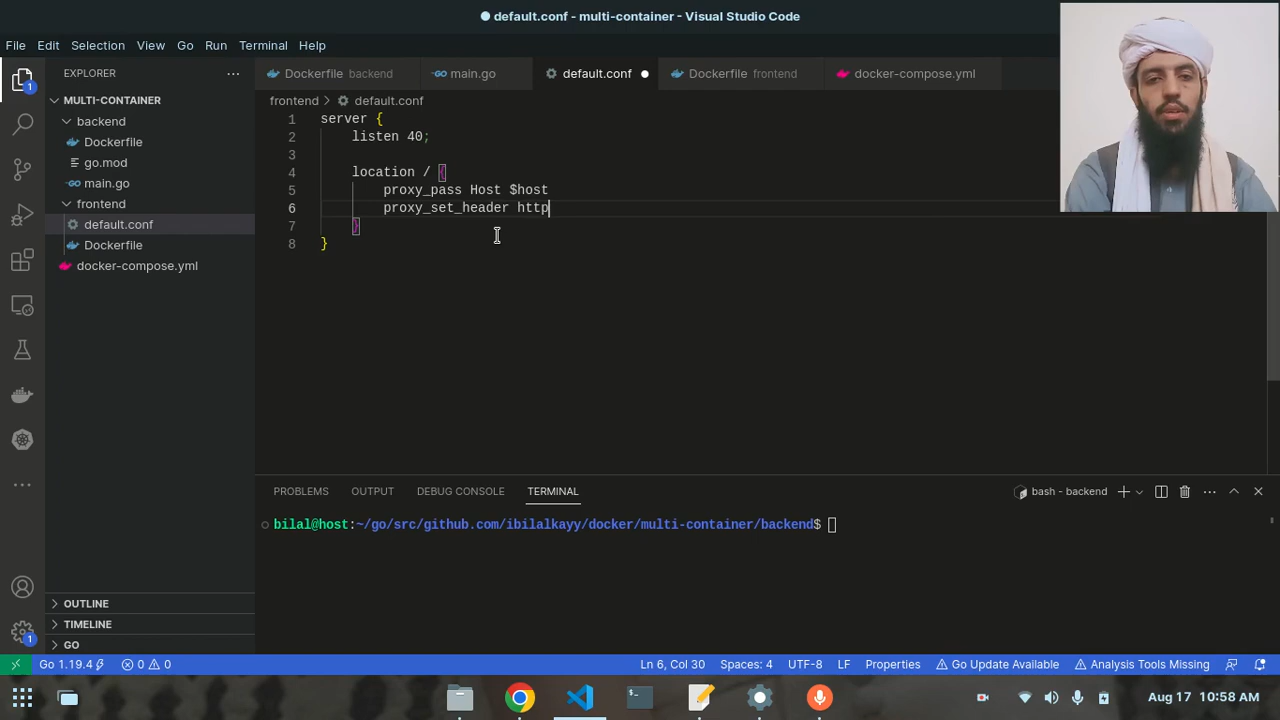 default.conf - multi-container - Visual Studio Code
File Edit Selection View Go Run Terminal Help
EXPLORER
Dockerfile backend
main.go
default.conf
Dockerfile frontend
docker-compose.yml
1
MULTI-CONTAINER
backend
Dockerfile
go.mod
main.go
frontend
default.conf
Dockerfile
docker-compose.yml
frontend > default.conf
1 server {
2 listen 40;
3
4 location / {
5 proxy_pass Host $host
6 proxy_set_header http
7 }
8 }
PROBLEMS OUTPUT DEBUG CONSOLE TERMINAL
bash - backend
bilal@host:~/go/src/github.com/ibilalkayy/docker/multi-container/backend$
OUTLINE
TIMELINE
GO
1
Go 1.19.4 0 0 Ln 6, Col 30 Spaces: 4 UTF-8 LF Properties Go Update Available Analysis Tools Missing
Aug 17 10:58 AM